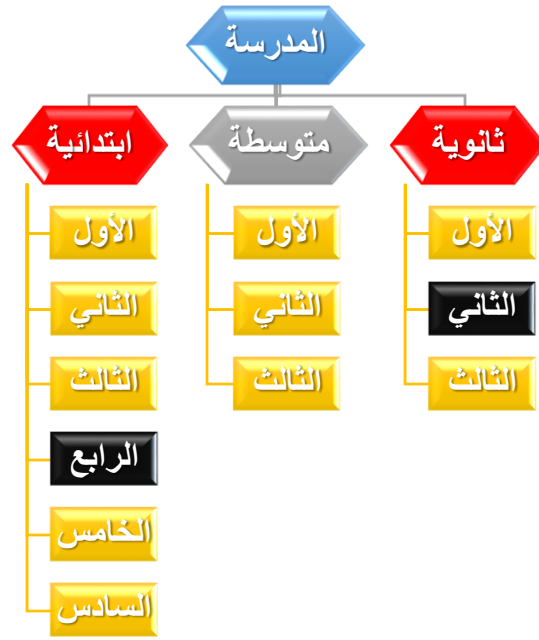 المدرسة
ثانوية
متوسطة
ابتدائية
الأول
الأول
الأول
الثاني
الثاني
الثاني
الثالث
الثالث
الثالث
الرابع
الخامس
السادس